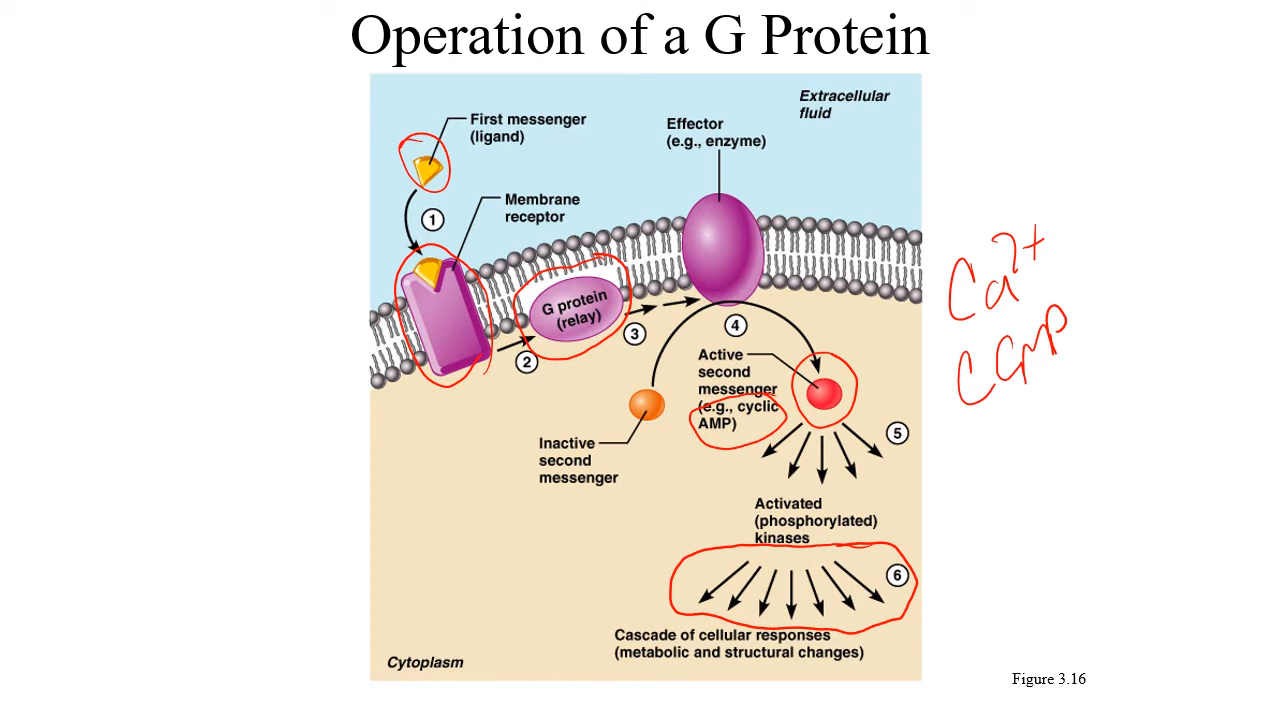 Operation of a G Protein
Extracellular
fluid
First messenger
(ligand)
Effector
(e.g., enzyme)
Membrane
receptor
1
G protein
(relay)
2
3
4
Active
second
messenger
(e.g., cyclic
AMP)
Inactive
second
messenger
5
Activated
(phosphorylated)
kinases
6
Cascade of cellular responses
(metabolic and structural changes)
Cytoplasm
Ca2+
cGMP
Figure 3.16